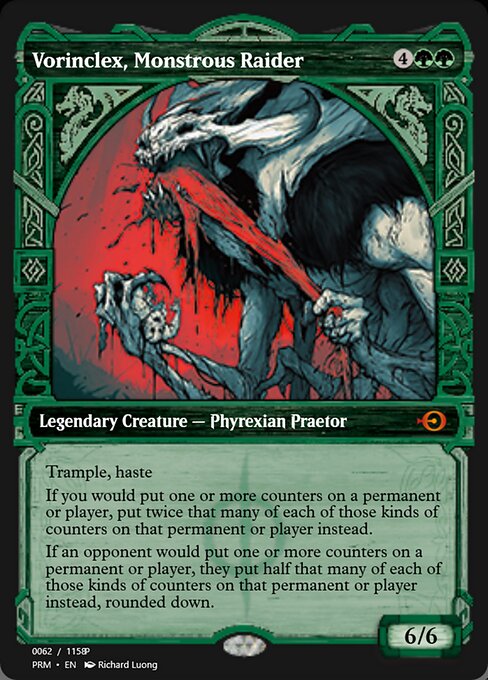 Vorinclex, Monstrous Raider 4
Legendary Creature — Phyrexian Praetor
Trample, haste
If you would put one or more counters on a permanent
or player, put twice that many of each of those kinds of
counters on that permanent or player instead.
If an opponent would put one or more counters on a
permanent or player, they put half that many of each of
those kinds of counters on that permanent or player
instead, rounded down.
6/6
0062 / 1158P
PRM • EN Richard Luong